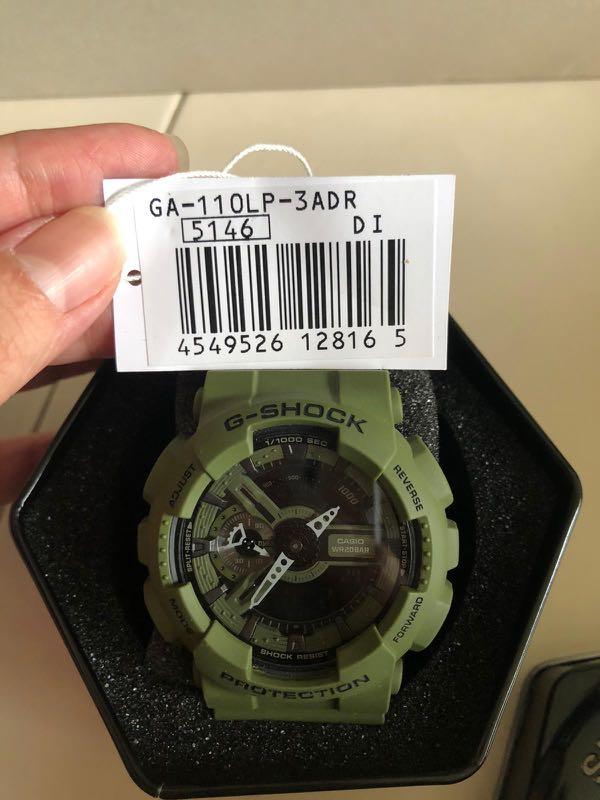 GA-110LP-3ADR
5146 DI
4549526 12816 5
G-SHOCK
1/1000 SEC
ADJUST
REVERSE
1000
CASIO
WR20BAR
SPLIT-RESET
START-STOP
MODE
FORWARD
SHOCK RESIST
PROTECTION